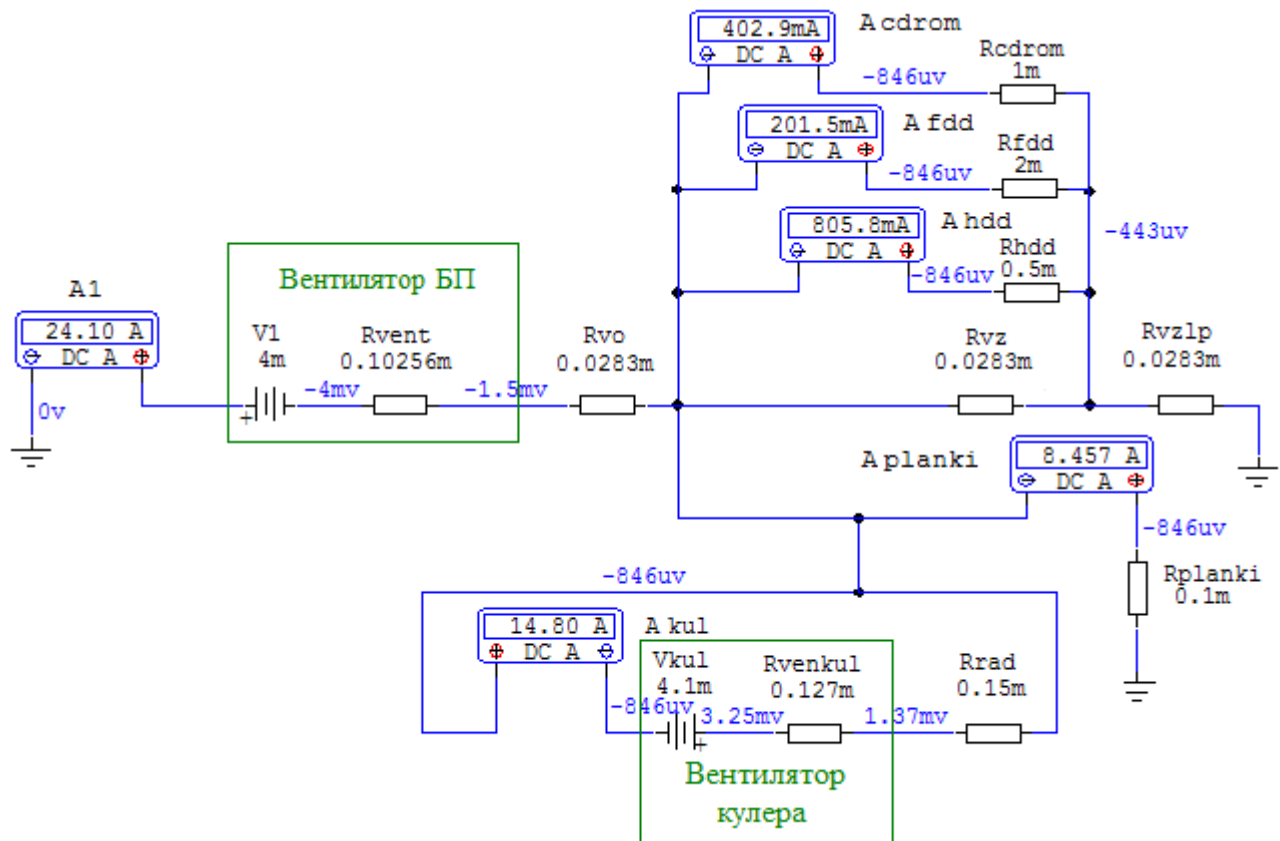 402.9mA
DC A
A cdrom
Rcdrom
1m
-846uv
201.5mA
DC A
A fdd
Rfdd
2m
-846uv
805.8mA
DC A
A hdd
Rhdd
0.5m
-846uv
-443uv
Вентилятор БП
A1
24.10 A
DC A
0v
V1
4m
+
-4mv
Rvent
0.10256m
-1.5mv
Rvo
0.0283m
Rvz
0.0283m
Rvzlp
0.0283m
A planki
8.457 A
DC A
-846uv
Rplanki
0.1m
-846uv
14.80 A
DC A
A kul
Vkul
4.1m
-846uv
+
3.25mv
Rvenkul
0.127m
1.37mv
Rrad
0.15m
Вентилятор
кулера